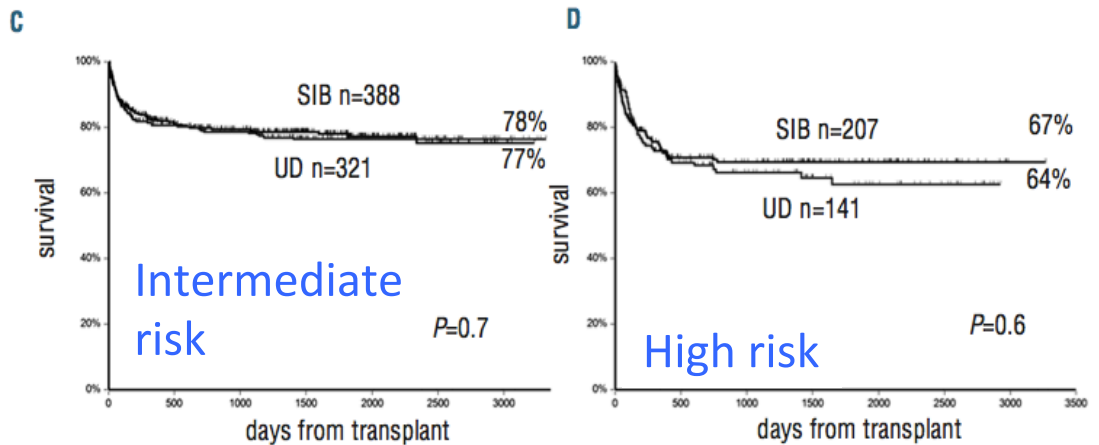 C
100%
80%
60%
40%
20%
0%
survival
SIB n=388
78%
77%
UD n=321
Intermediate
risk
P=0.7
0 500 1000 1500 2000 2500 3000
days from transplant
D
100%
80%
60%
40%
20%
0%
survival
SIB n=207
67%
64%
UD n=141
High risk
P=0.6
0 500 1000 1500 2000 2500 3000 3500
days from transplant